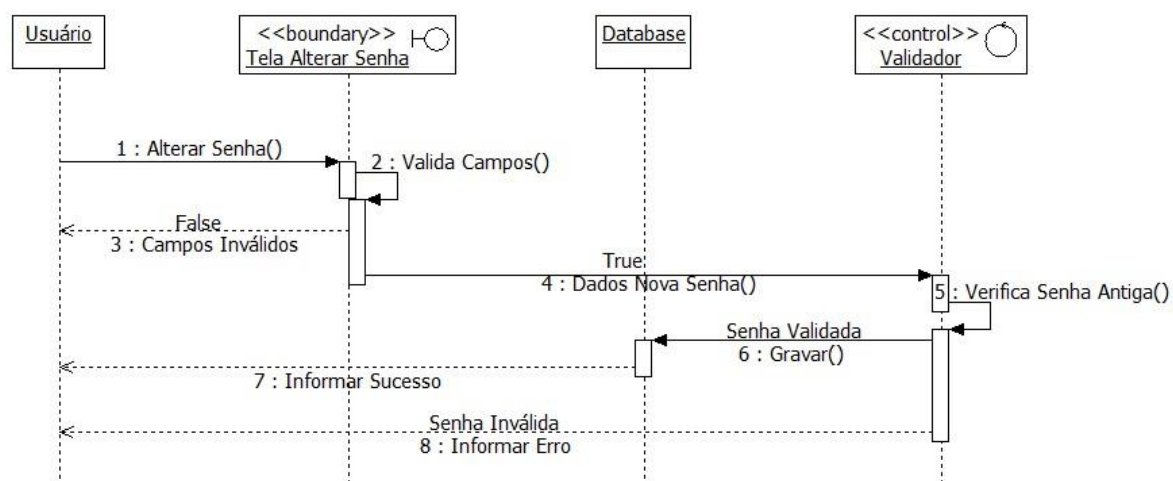 Usuário
<<boundary>>
Tela Alterar Senha
Database
<<control>>
Validador
1 : Alterar Senha()
2 : Valida Campos()
False
3 : Campos Inválidos
True
4 : Dados Nova Senha()
5 : Verifica Senha Antiga()
Senha Validada
6 : Gravar()
7 : Informar Sucesso
Senha Inválida
8 : Informar Erro